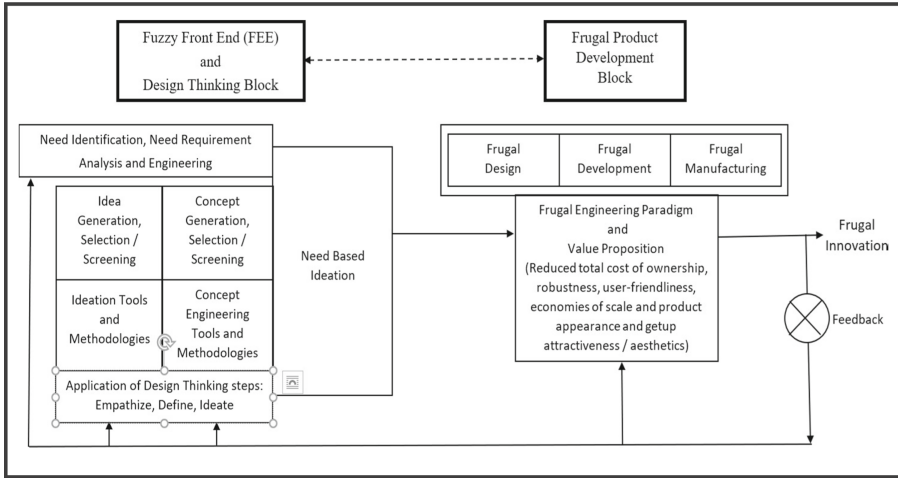 Fuzzy Front End (FEE)
and
Design Thinking Block
Frugal Product
Development
Block
Need Identification, Need Requirement
Analysis and Engineering
Idea
Generation,
Selection /
Screening
Concept
Generation,
Selection /
Screening
Ideation Tools
and
Methodologies
Concept
Engineering
Tools and
Methodologies
Application of Design Thinking steps:
Empathize, Define, Ideate
Need Based
Ideation
Frugal
Design
Frugal
Development
Frugal
Manufacturing
Frugal Engineering Paradigm
and
Value Proposition
(Reduced total cost of ownership,
robustness, user-friendliness,
economies of scale and product
appearance and getup
attractiveness / aesthetics)
Frugal
Innovation
Feedback